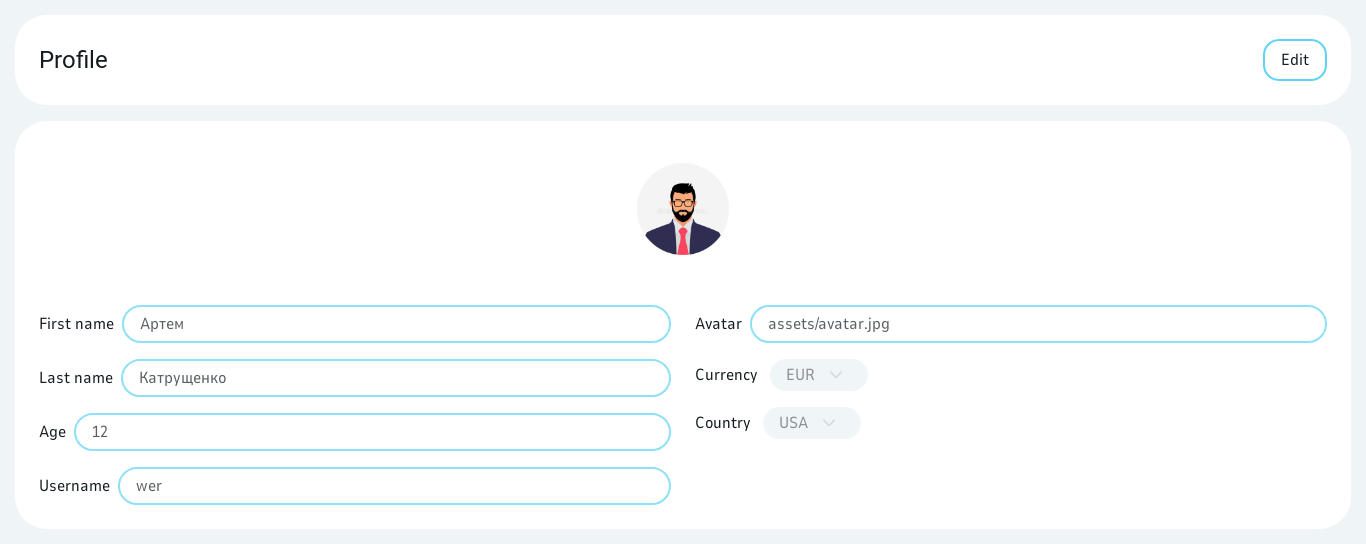 Profile
Edit
First name Артем
Last name Катрущенко
Age 12
Username wer
Avatar assets/avatar.jpg
Currency EUR
Country USA